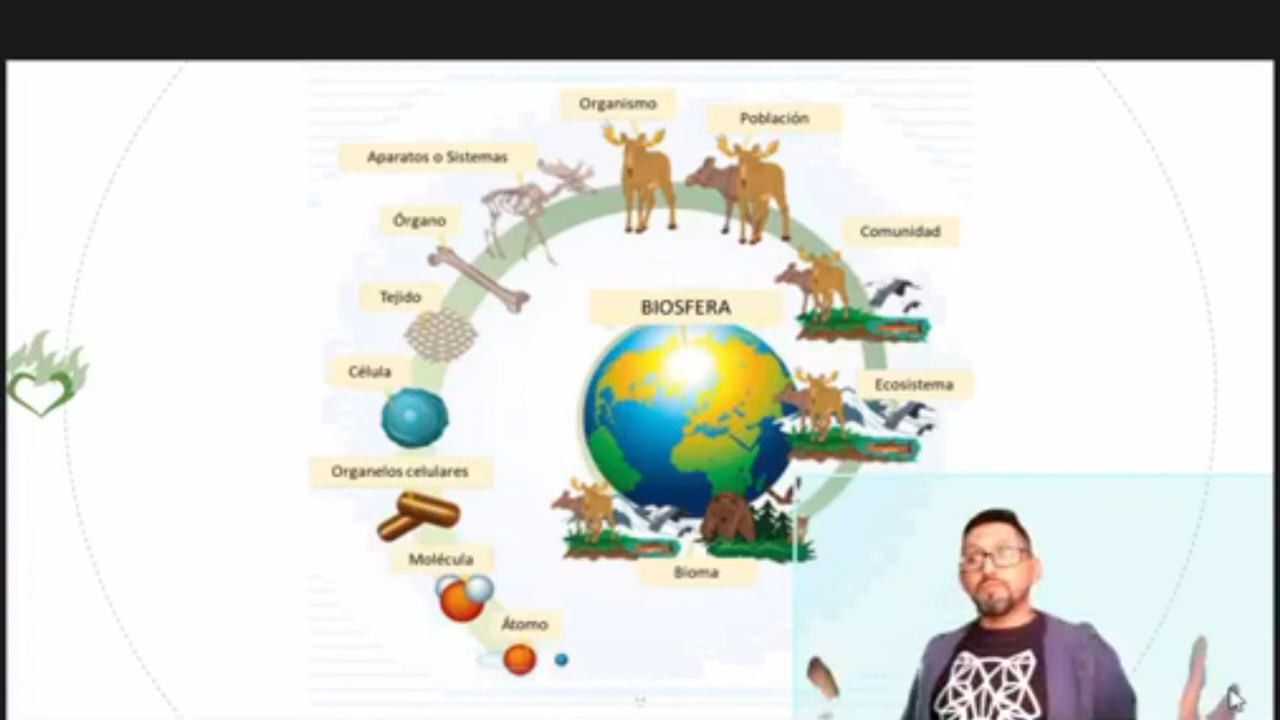 Organismo
Población
Aparatos o Sistemas
Órgano
Comunidad
Tejido
BIOSFERA
Célula
Ecosistema
Organelos celulares
Molécula
Bioma
Átomo